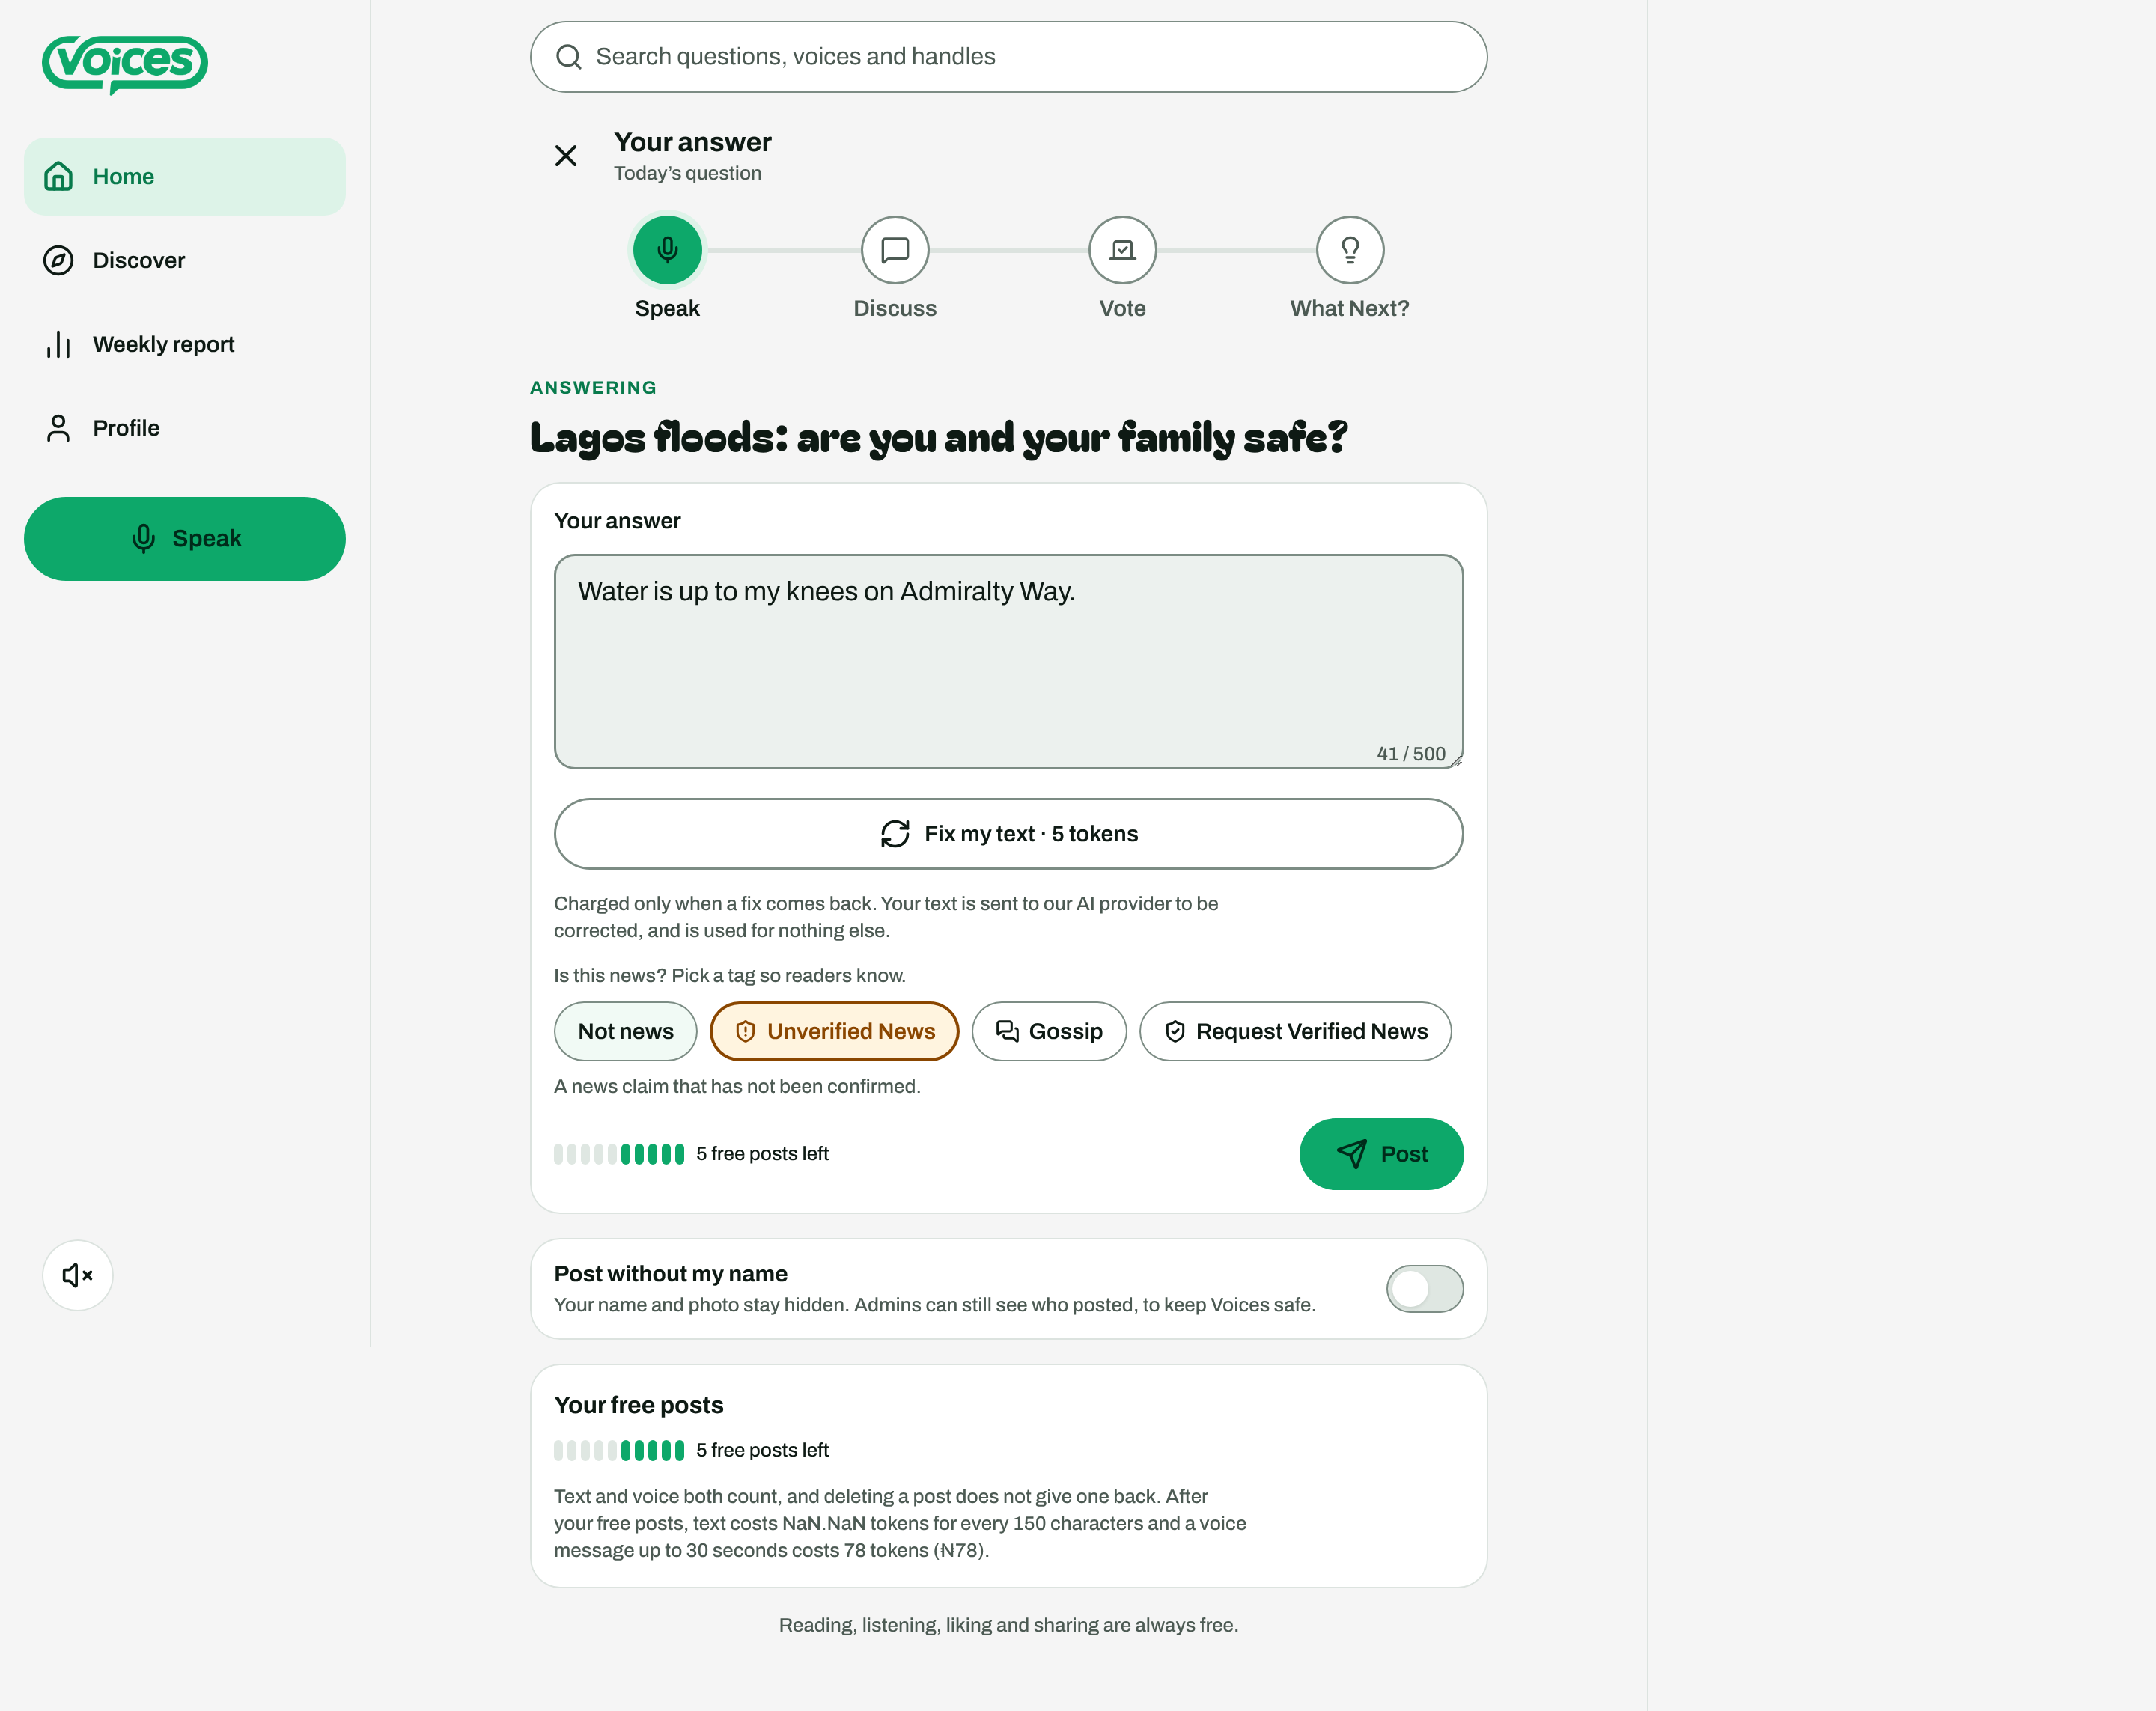 Voices
Search questions, voices and handles
Home
Discover
Weekly report
Profile
Speak
Your answer
Today’s question
Speak
Discuss
Vote
What Next?
ANSWERING
Lagos floods: are you and your family safe?
Your answer
Water is up to my knees on Admiralty Way.
41 / 500
Fix my text · 5 tokens
Charged only when a fix comes back. Your text is sent to our AI provider to be
corrected, and is used for nothing else.
Is this news? Pick a tag so readers know.
Not news
Unverified News
Gossip
Request Verified News
A news claim that has not been confirmed.
5 free posts left
Post
Post without my name
Your name and photo stay hidden. Admins can still see who posted, to keep Voices safe.
Your free posts
5 free posts left
Text and voice both count, and deleting a post does not give one back. After
your free posts, text costs NaN.NaN tokens for every 150 characters and a voice
message up to 30 seconds costs 78 tokens (₦78).
Reading, listening, liking and sharing are always free.